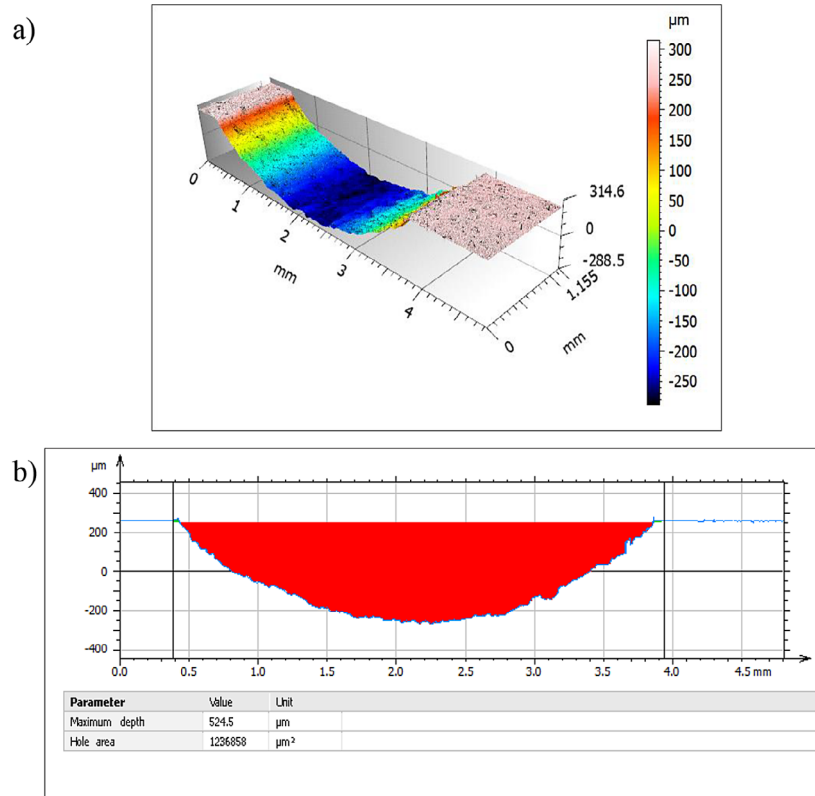 a)
µm
300
250
200
150
100
50
0
-50
-100
-150
-200
-250
314.6
0
-288.5
1.155
mm
0
0
1
2
3
4
mm
b)
µm
400
200
0
-200
-400
0.0 0.5 1.0 1.5 2.0 2.5 3.0 3.5 4.0 4.5 mm
Parameter Value Unit
Maximum depth 524.5 µm
Hole area 1236858 µm²